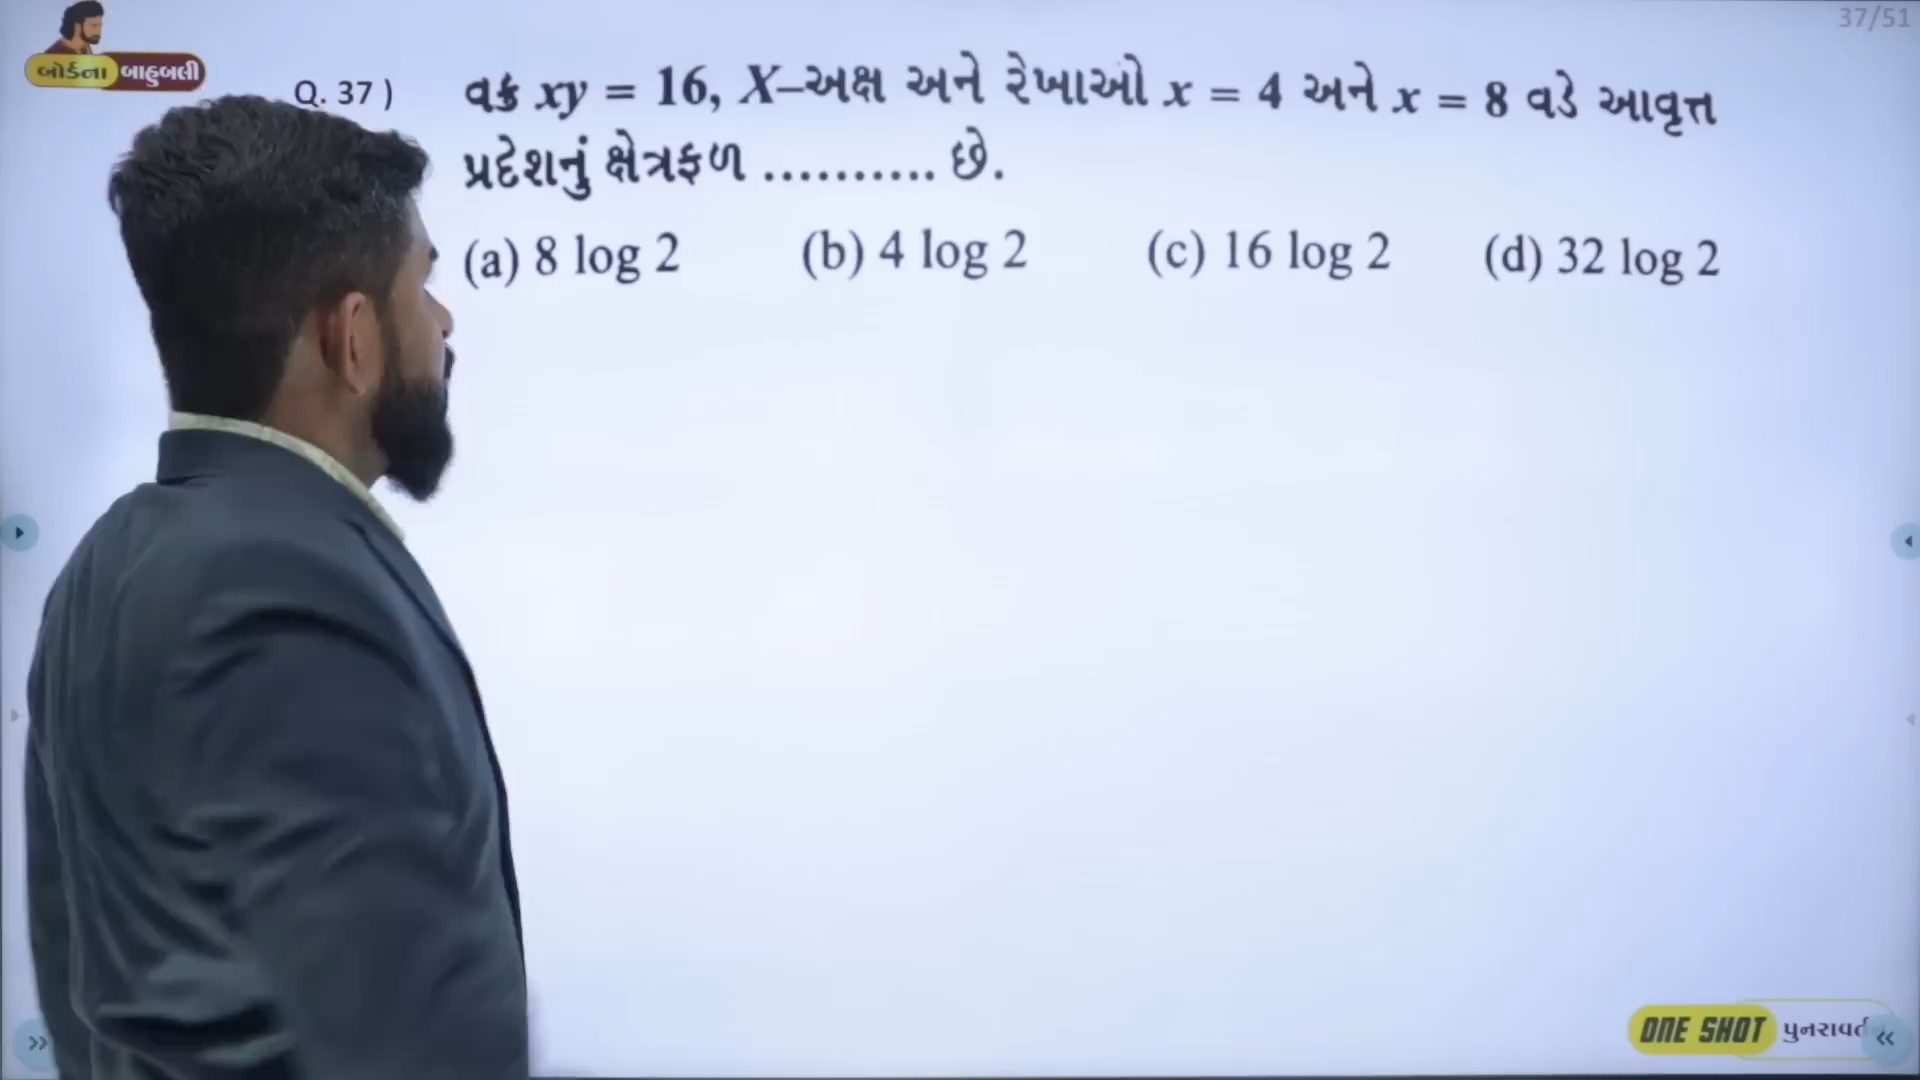 37/51
બોર્ડના બાહુબલી
Q. 37 ) વક્ર xy = 16, X–અક્ષ અને રેખાઓ x = 4 અને x = 8 વડે આવૃત્ત
પ્રદેશનું ક્ષેત્રફળ .......... છે.
(a) 8 log 2 (b) 4 log 2 (c) 16 log 2 (d) 32 log 2
ONE SHOT